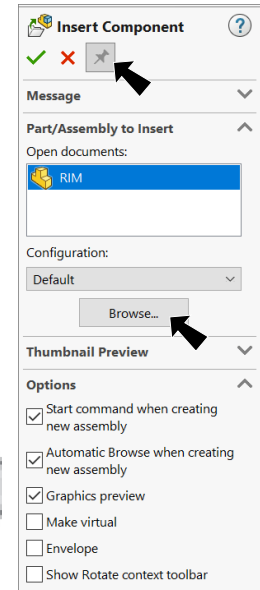 Insert Component
?
Message
Part/Assembly to Insert
Open documents:
RIM
Configuration:
Default
Browse...
Thumbnail Preview
Options
Start command when creating
new assembly
Automatic Browse when creating
new assembly
Graphics preview
Make virtual
Envelope
Show Rotate context toolbar